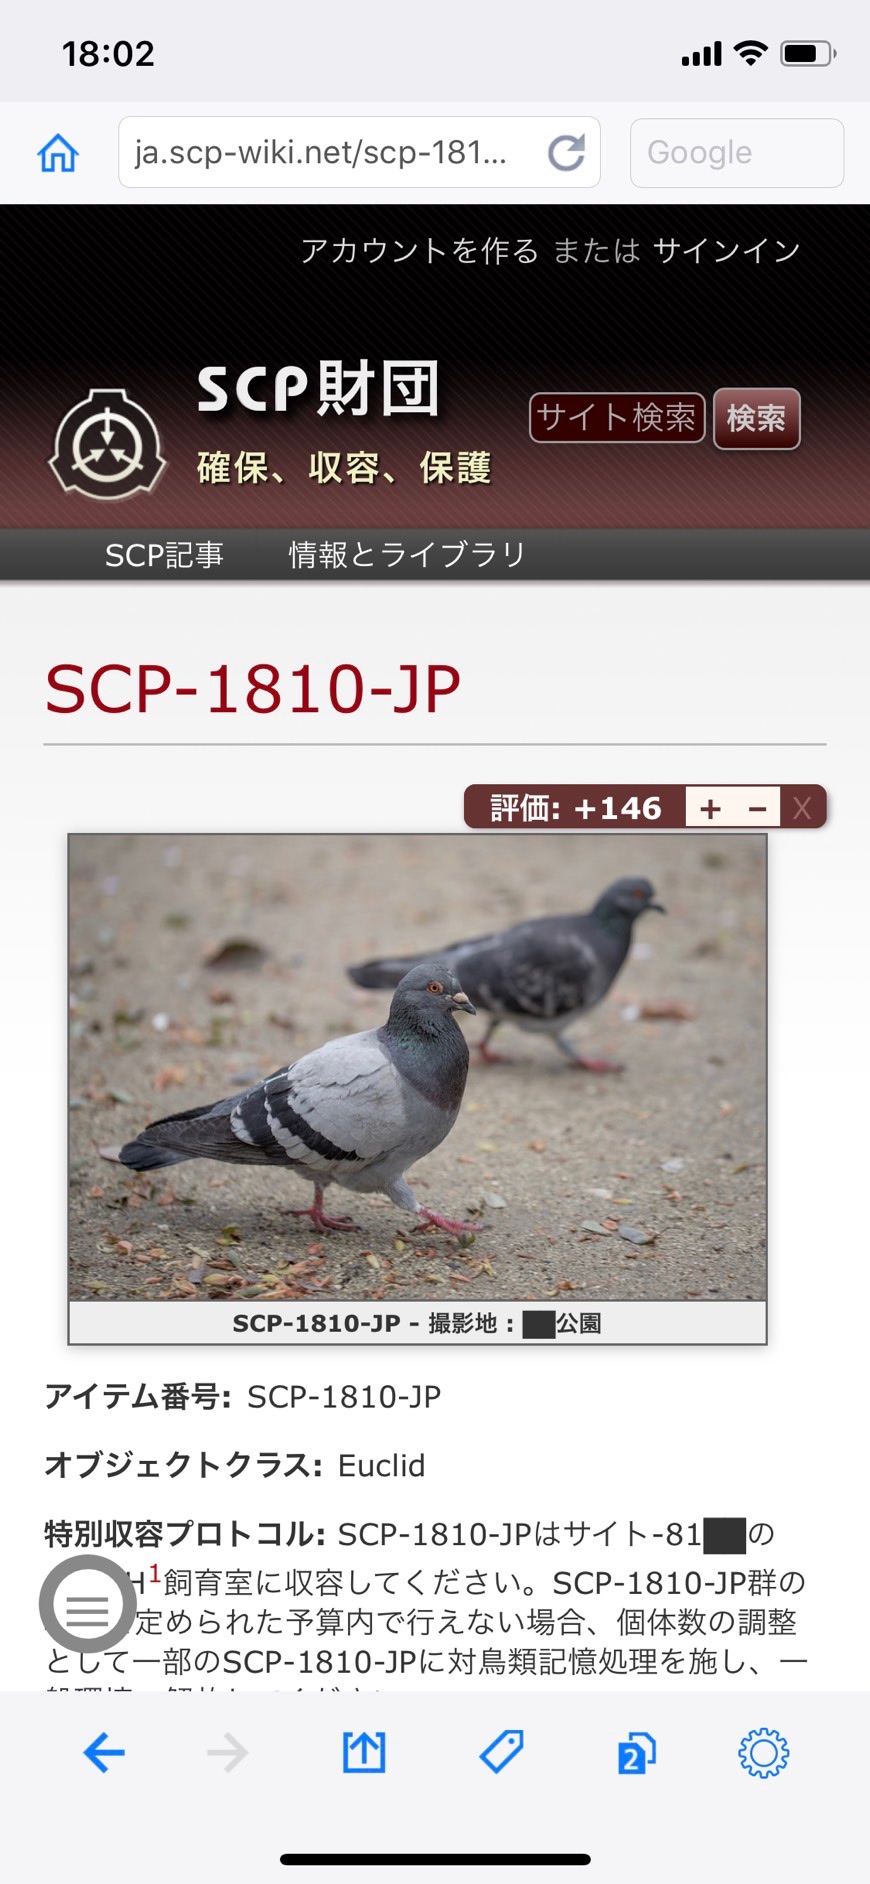 18:02
ja.scp-wiki.net/scp-181...
Google
アカウントを作る または サインイン
SCP財団
確保、収容、保護
サイト検索
検索
SCP記事 情報とライブラリ
SCP-1810-JP
評価: +146 + − X
SCP-1810-JP - 撮影地：██公園
アイテム番号: SCP-1810-JP
オブジェクトクラス: Euclid
特別収容プロトコル: SCP-1810-JPはサイト-81██の
H1飼育室に収容してください。SCP-1810-JP群の
定められた予算内で行えない場合、個体数の調整
として一部のSCP-1810-JPに対鳥類記憶処理を施し、一
2